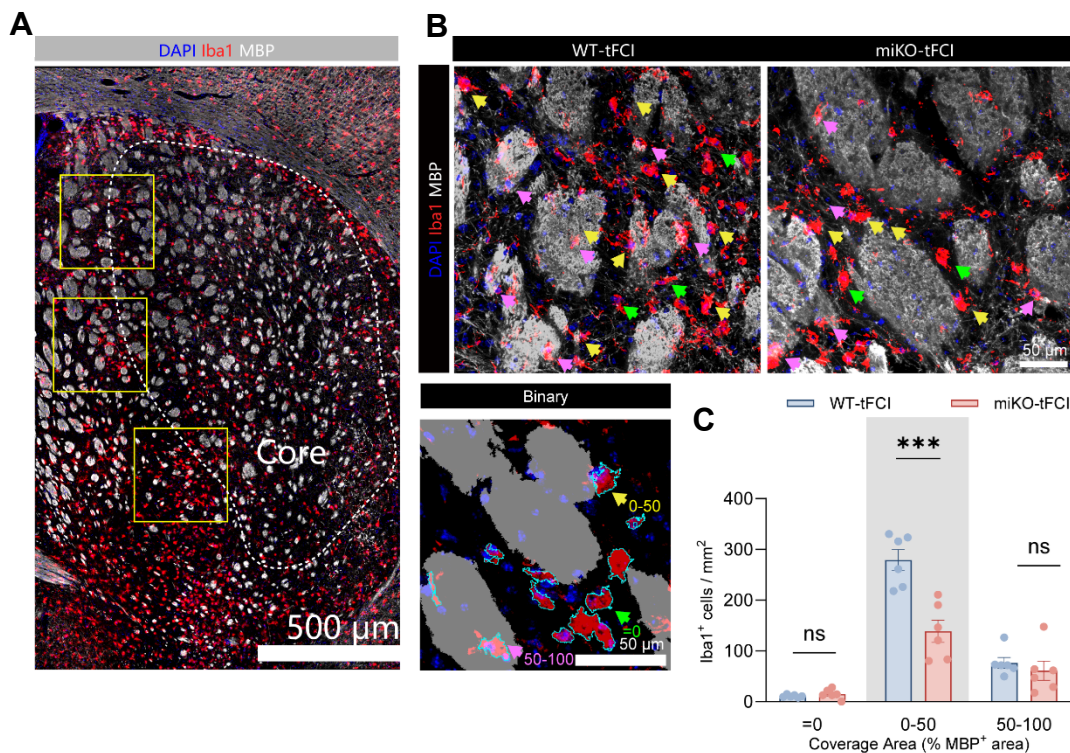 A
DAPI Iba1 MBP
Core
500 µm
B
WT-tFCI
miKO-tFCI
DAPI Iba1 MBP
50 µm
Binary
0-50
=0
50-100
50 µm
C
WT-tFCI
miKO-tFCI
Iba1⁺ cells / mm²
400
300
200
100
0
ns
***
ns
=0
0-50
50-100
Coverage Area (% MBP⁺ area)